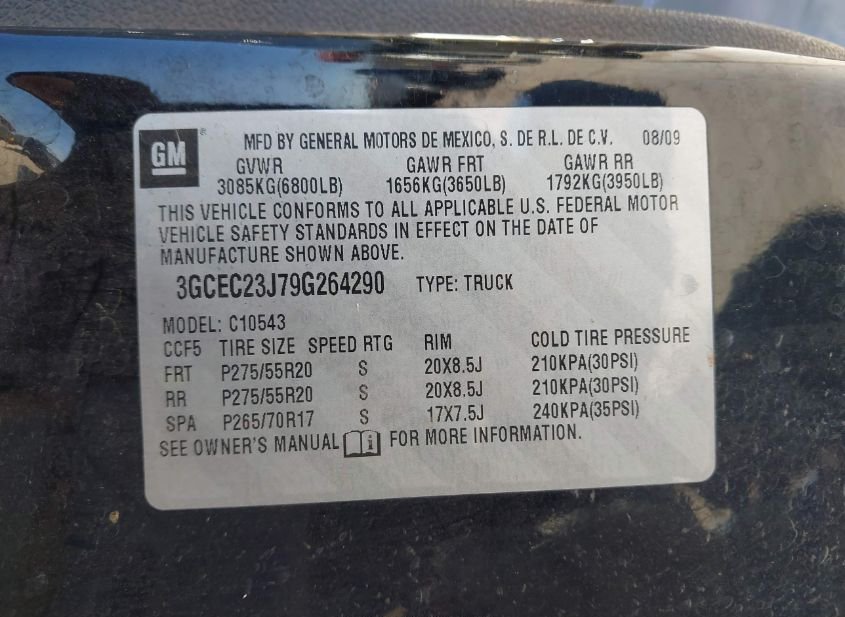 GM MFD BY GENERAL MOTORS DE MEXICO, S. DE R.L. DE C.V. 08/09
GVWR GAWR FRT GAWR RR
3085KG(6800LB) 1656KG(3650LB) 1792KG(3950LB)
THIS VEHICLE CONFORMS TO ALL APPLICABLE U.S. FEDERAL MOTOR
VEHICLE SAFETY STANDARDS IN EFFECT ON THE DATE OF
MANUFACTURE SHOWN ABOVE.
3GCEC23J79G264290 TYPE: TRUCK
MODEL: C10543
CCF5 TIRE SIZE SPEED RTG RIM COLD TIRE PRESSURE
FRT P275/55R20 S 20X8.5J 210KPA(30PSI)
RR P275/55R20 S 20X8.5J 210KPA(30PSI)
SPA P265/70R17 S 17X7.5J 240KPA(35PSI)
SEE OWNER'S MANUAL FOR MORE INFORMATION.